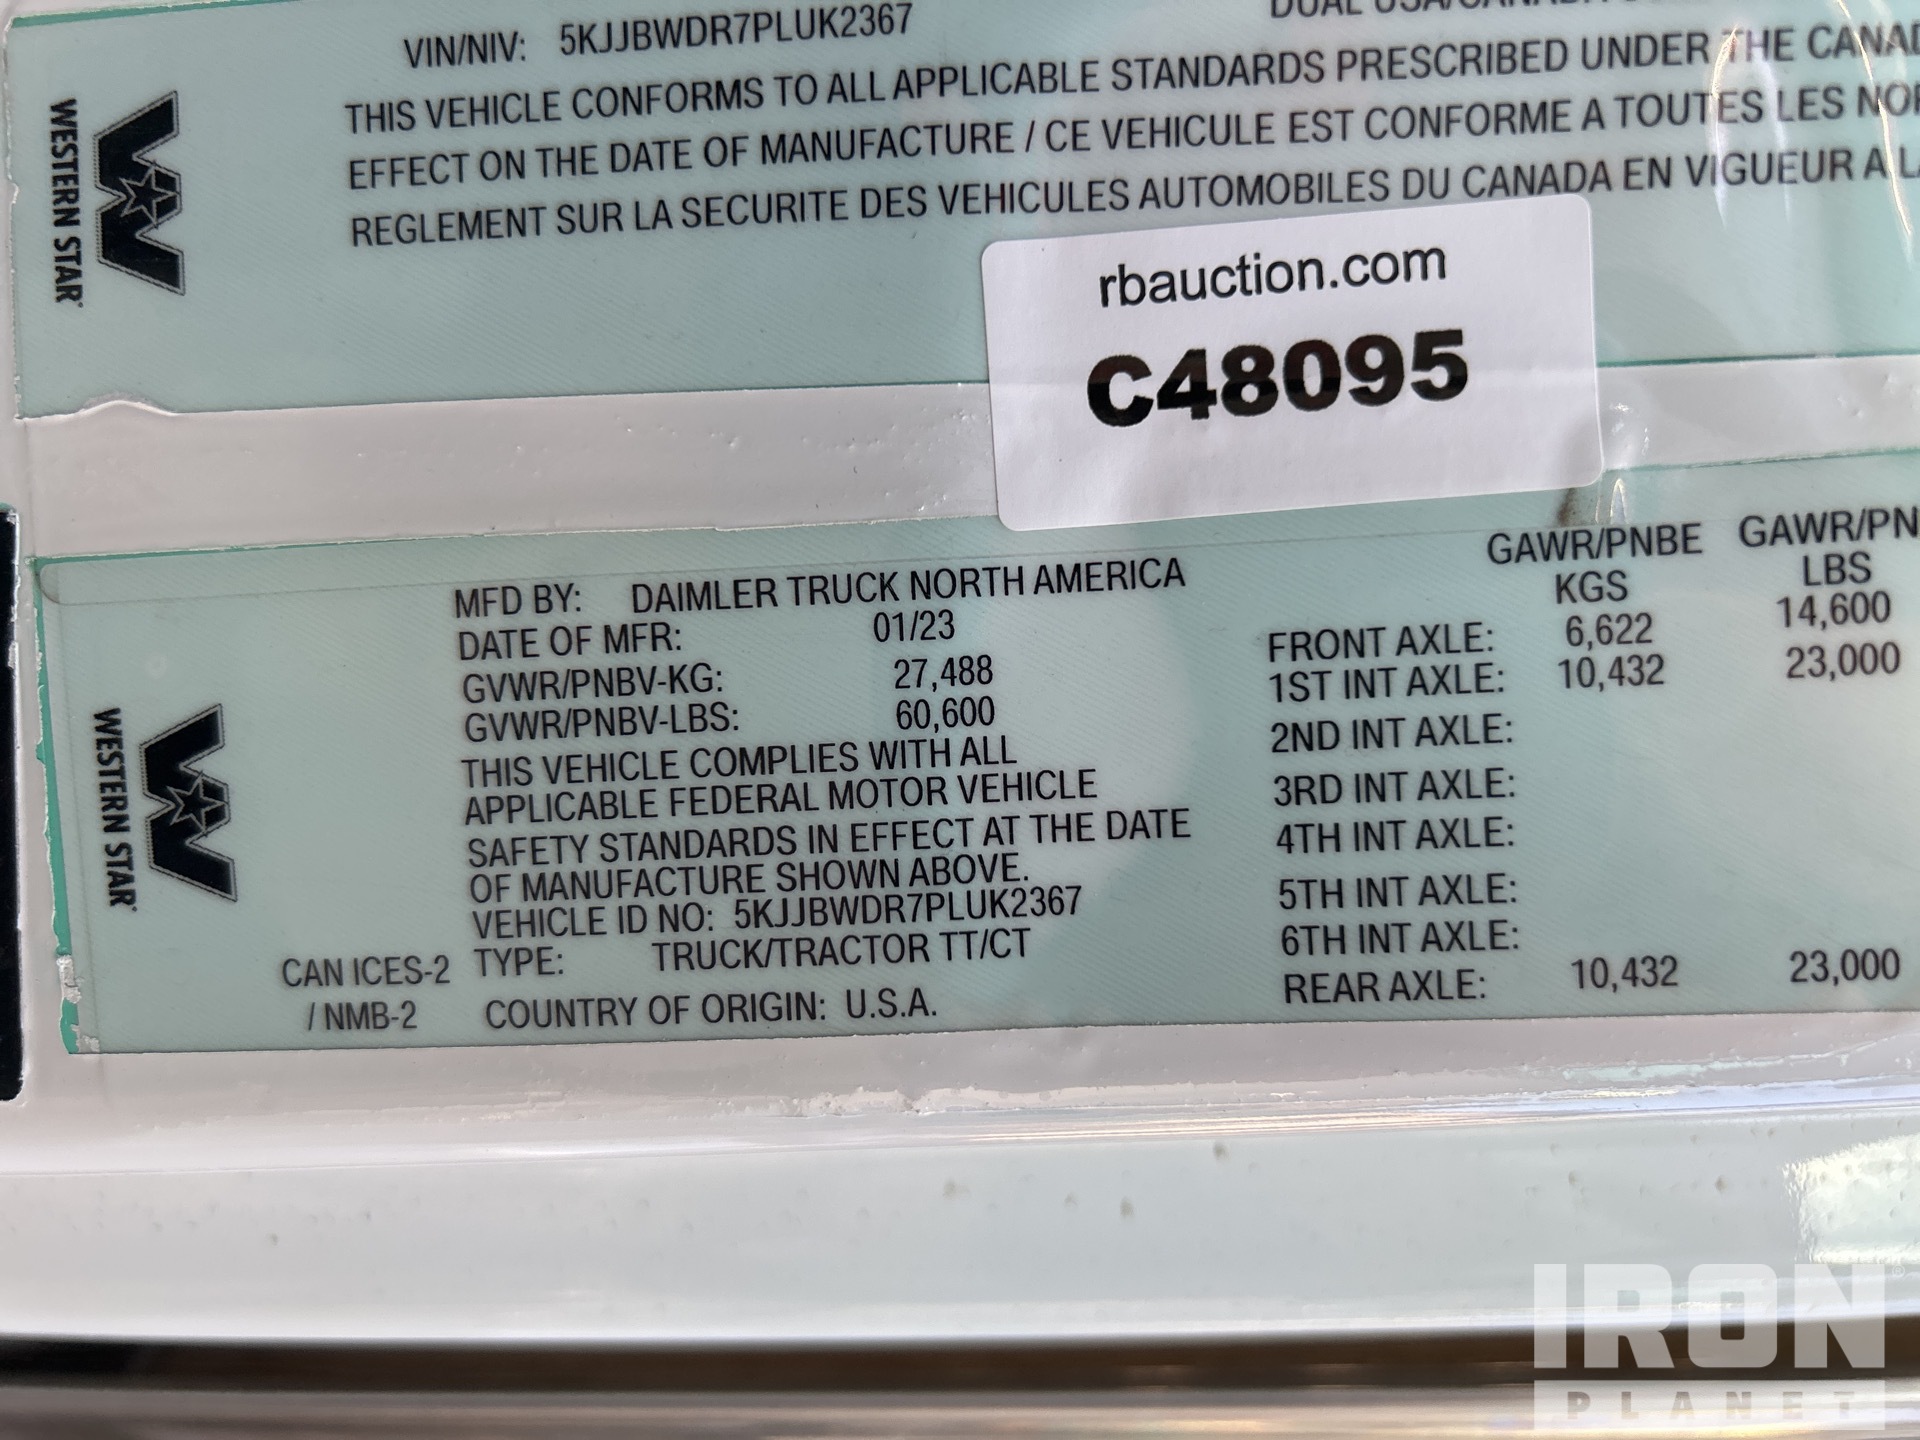 DUAL USA/CANADA
VIN/NIV: 5KJJBWDR7PLUK2367
THIS VEHICLE CONFORMS TO ALL APPLICABLE STANDARDS PRESCRIBED UNDER THE
EFFECT ON THE DATE OF MANUFACTURE / CE VEHICULE EST CONFORME A TOUTES LES
REGLEMENT SUR LA SECURITE DES VEHICULES AUTOMOBILES DU CANADA EN VIGUEUR A
WESTERN STAR
rbauction.com
C48095
MFD BY: DAIMLER TRUCK NORTH AMERICA
DATE OF MFR: 01/23
GVWR/PNBV-KG: 27,488
GVWR/PNBV-LBS: 60,600
THIS VEHICLE COMPLIES WITH ALL
APPLICABLE FEDERAL MOTOR VEHICLE
SAFETY STANDARDS IN EFFECT AT THE DATE
OF MANUFACTURE SHOWN ABOVE.
VEHICLE ID NO: 5KJJBWDR7PLUK2367
TYPE: TRUCK/TRACTOR TT/CT
COUNTRY OF ORIGIN: U.S.A.
CAN ICES-2
/ NMB-2
WESTERN STAR
GAWR/PNBE GAWR/PN
KGS LBS
FRONT AXLE: 6,622 14,600
1ST INT AXLE: 10,432 23,000
2ND INT AXLE:
3RD INT AXLE:
4TH INT AXLE:
5TH INT AXLE:
6TH INT AXLE:
REAR AXLE: 10,432 23,000
IRON
PLANET